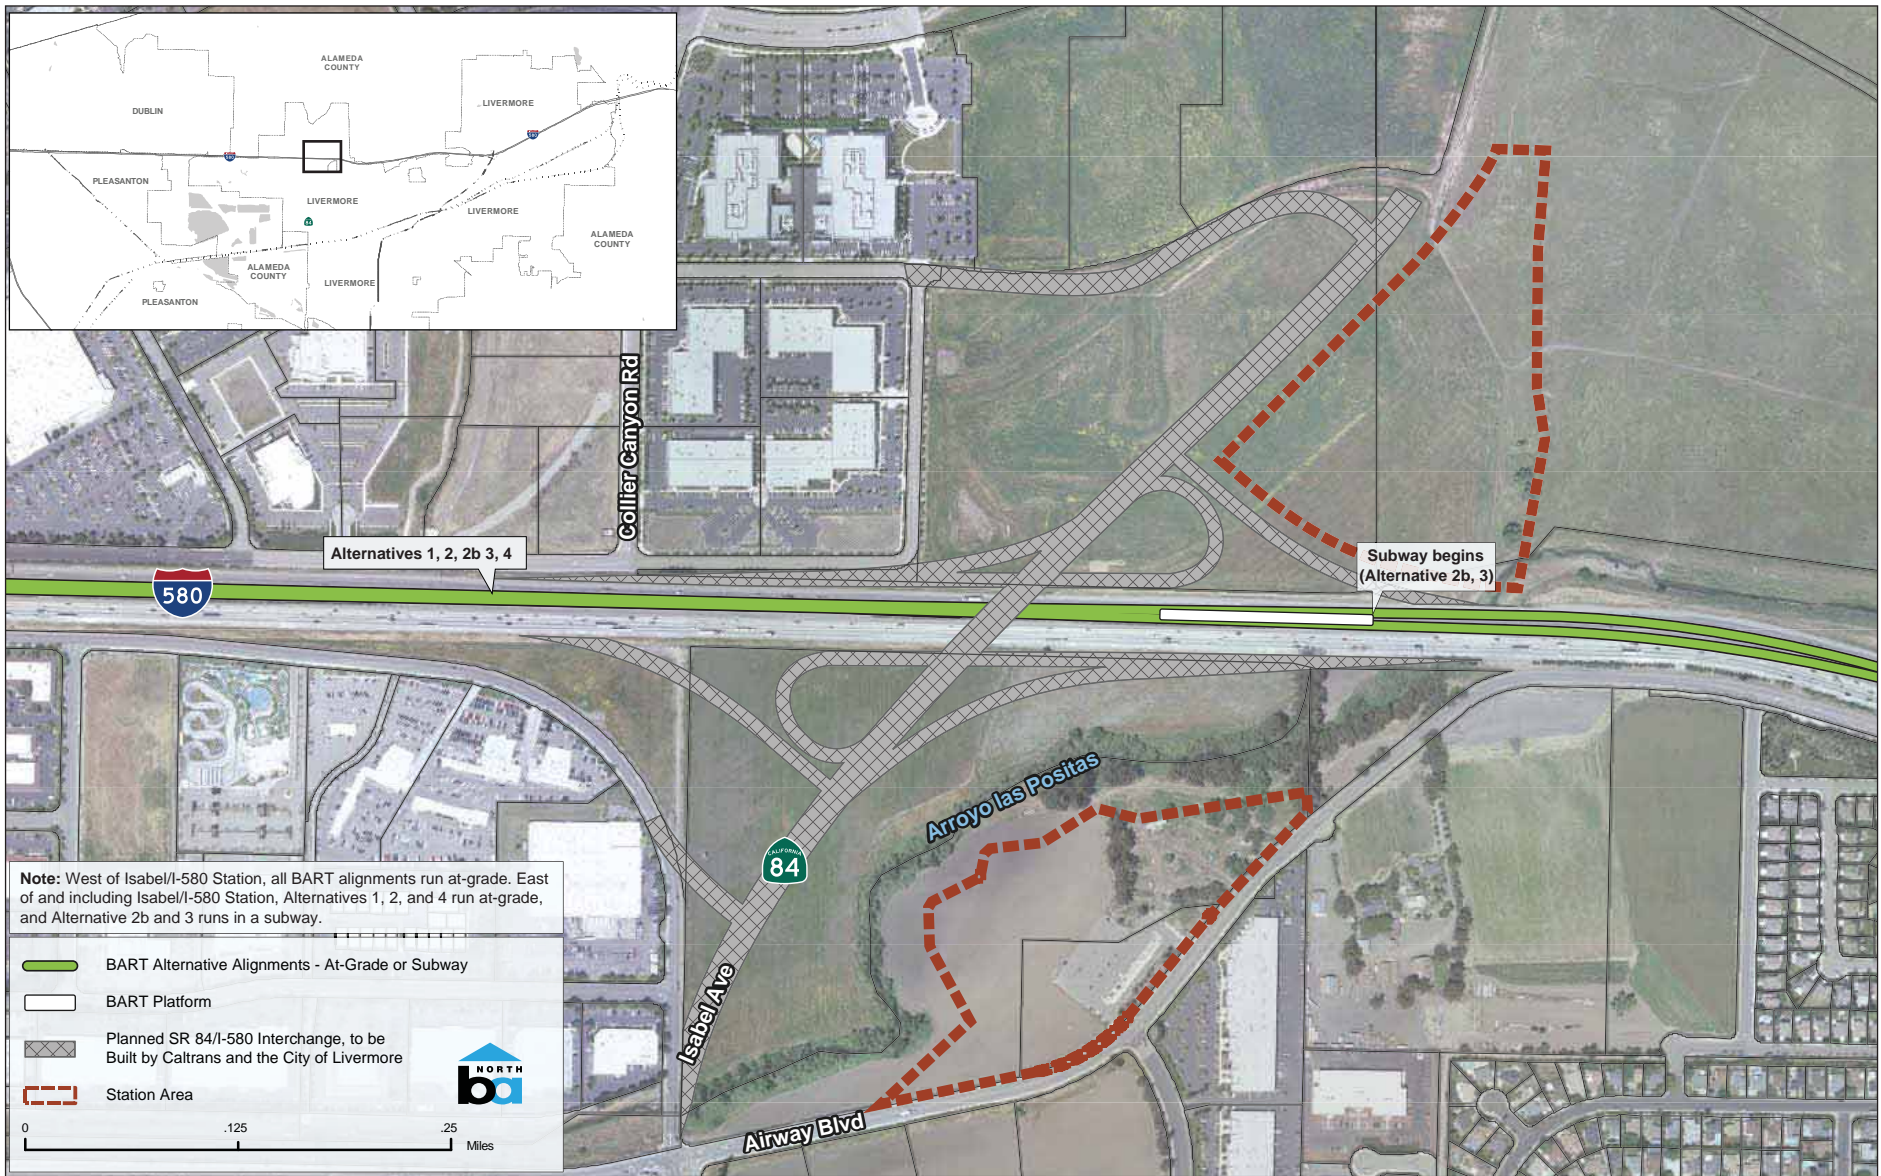 ALAMEDA
COUNTY
DUBLIN
LIVERMORE
580
580
PLEASANTON
LIVERMORE
84
LIVERMORE
ALAMEDA
COUNTY
ALAMEDA
COUNTY
LIVERMORE
PLEASANTON
Collier Canyon Rd
Alternatives 1, 2, 2b 3, 4
Subway begins
(Alternative 2b, 3)
580
Arroyo las Positas
CALIFORNIA
84
Isabel Ave
Airway Blvd
Note: West of Isabel/I-580 Station, all BART alignments run at-grade. East
of and including Isabel/I-580 Station, Alternatives 1, 2, and 4 run at-grade,
and Alternative 2b and 3 runs in a subway.
BART Alternative Alignments - At-Grade or Subway
BART Platform
Planned SR 84/I-580 Interchange, to be
Built by Caltrans and the City of Livermore
Station Area
NORTH
ba
0 .125 .25
Miles